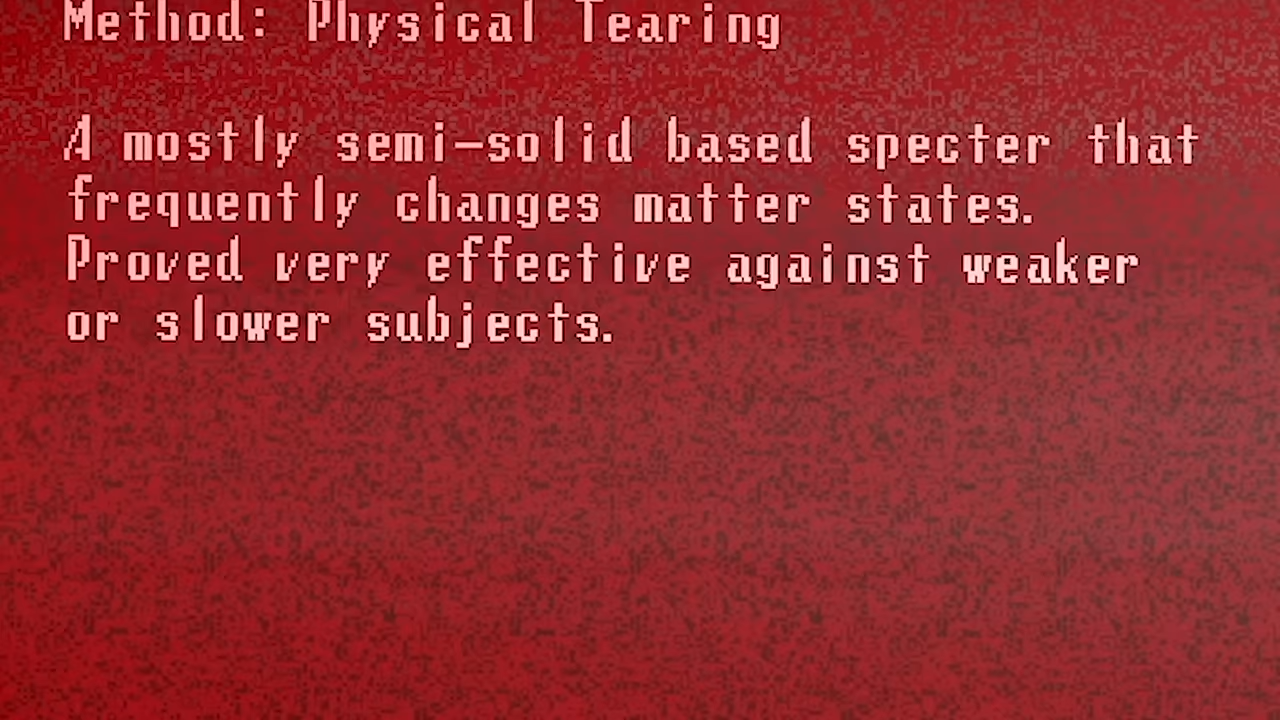 Method: Physical Tearing
A mostly semi-solid based specter that
frequently changes matter states.
Proved very effective against weaker
or slower subjects.